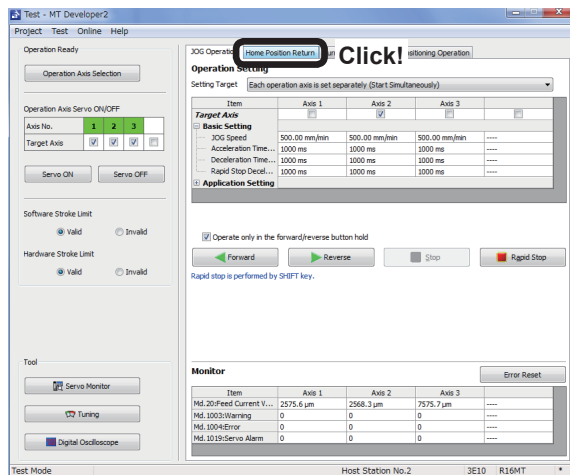 Test - MT Developer2
Project Test Online Help
Operation Ready
Operation Axis Selection
Operation Axis Servo ON/OFF
Axis No. 1 2 3
Target Axis
Servo ON Servo OFF
Software Stroke Limit
Valid Invalid
Hardware Stroke Limit
Valid Invalid
Tool
Servo Monitor
Tuning
Digital Oscilloscope
JOG Operation Home Position Return Click! Positioning Operation
Operation Setting
Setting Target Each operation axis is set separately (Start Simultaneously)
Item Axis 1 Axis 2 Axis 3
Target Axis
Basic Setting
JOG Speed 500.00 mm/min 500.00 mm/min 500.00 mm/min ----
Acceleration Time... 1000 ms 1000 ms 1000 ms ----
Deceleration Time... 1000 ms 1000 ms 1000 ms ----
Rapid Stop Decel... 1000 ms 1000 ms 1000 ms ----
Application Setting
Operate only in the forward/reverse button hold
Forward Reverse Stop Rapid Stop
Rapid stop is performed by SHIFT key.
Monitor
Error Reset
Item Axis 1 Axis 2 Axis 3
Md.20:Feed Current V... 2575.6 µm 2568.3 µm 7575.7 µm ----
Md.1003:Warning 0 0 0 ----
Md.1004:Error 0 0 0 ----
Md.1019:Servo Alarm 0 0 0 ----
Test Mode Host Station No.2 3E10 R16MT *